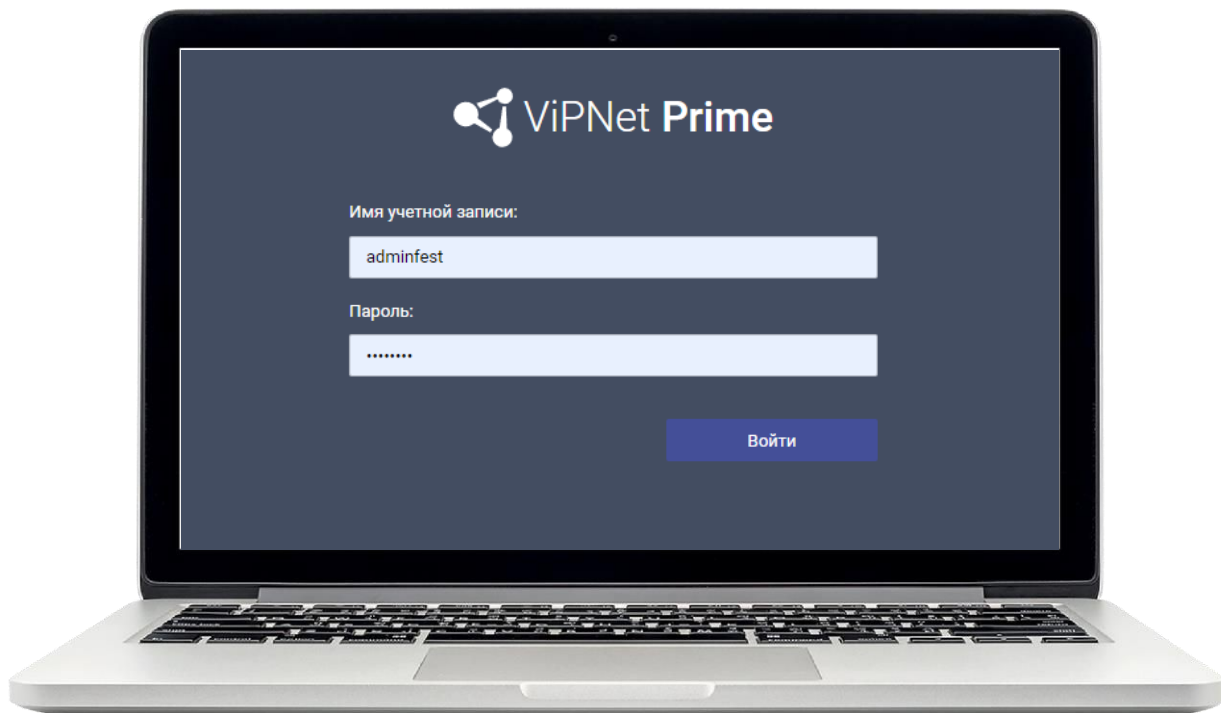 ViPNet Prime
Имя учетной записи:
adminfest
Пароль:
••••••••
Войти